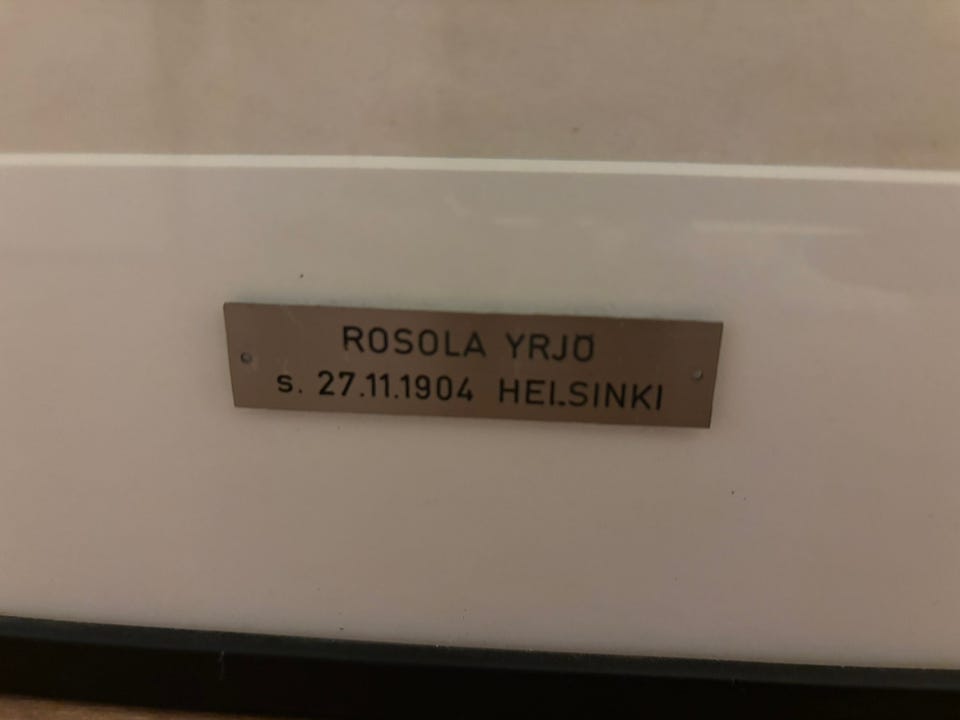 ROSOLA YRJÖ
s. 27.11.1904 HELSINKI